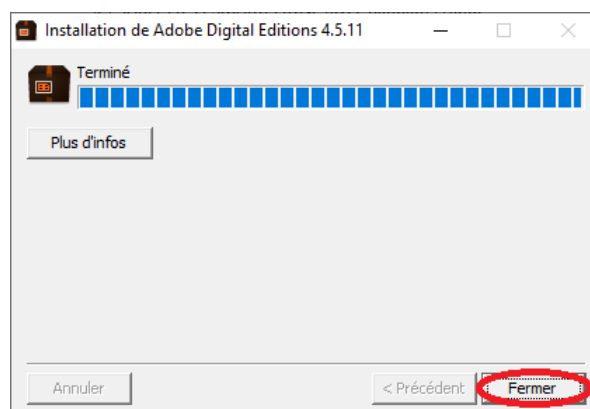 Installation de Adobe Digital Editions 4.5.11
Terminé
Plus d'infos
Annuler
< Précédent
Fermer